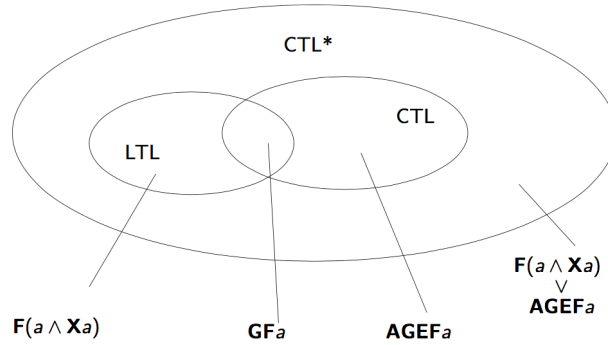 CTL*
CTL
LTL
F(a ∧ Xa)
GFa
AGEFa
F(a ∧ Xa)
∨
AGEFa